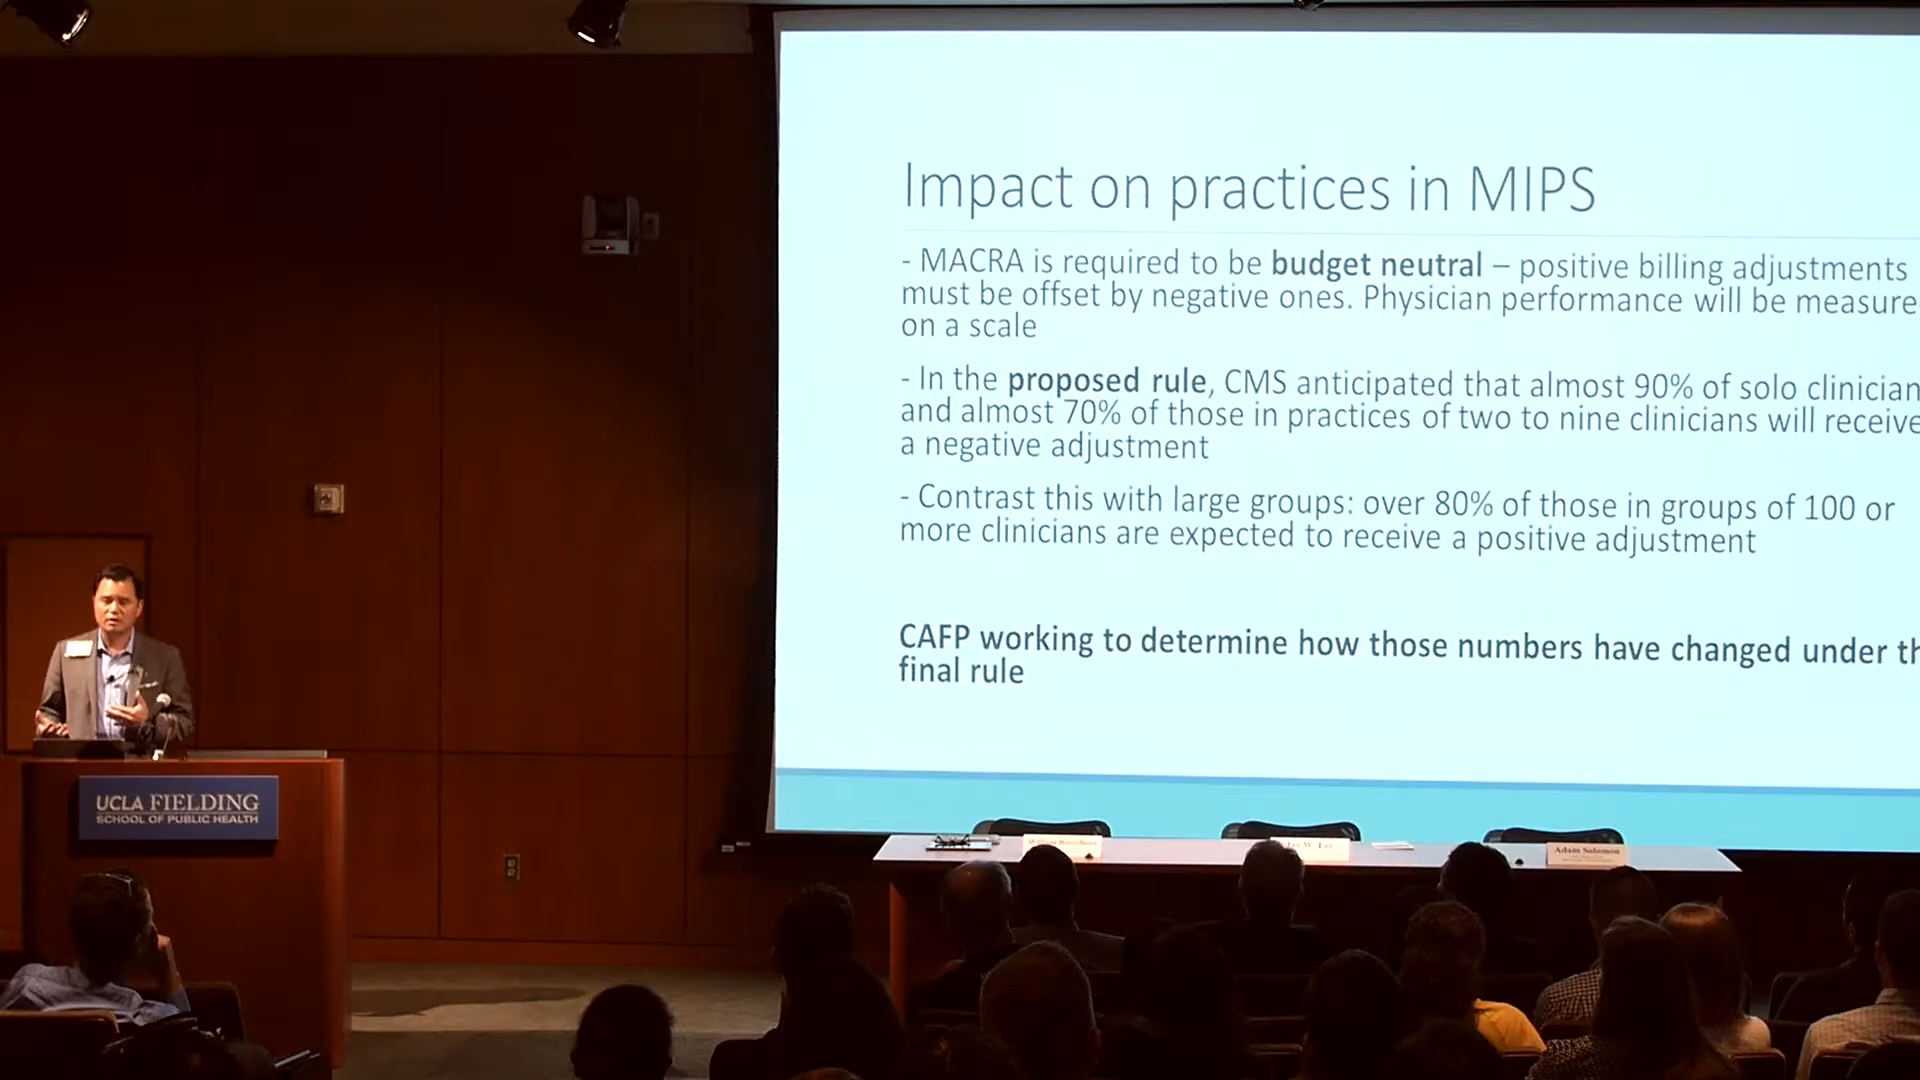 Impact on practices in MIPS
- MACRA is required to be budget neutral – positive billing adjustments
must be offset by negative ones. Physician performance will be measure
on a scale
- In the proposed rule, CMS anticipated that almost 90% of solo clinician
and almost 70% of those in practices of two to nine clinicians will receive
a negative adjustment
- Contrast this with large groups: over 80% of those in groups of 100 or
more clinicians are expected to receive a positive adjustment
CAFP working to determine how those numbers have changed under th
final rule
UCLA FIELDING
SCHOOL OF PUBLIC HEALTH
Jay W. Lee
Adam Solomon